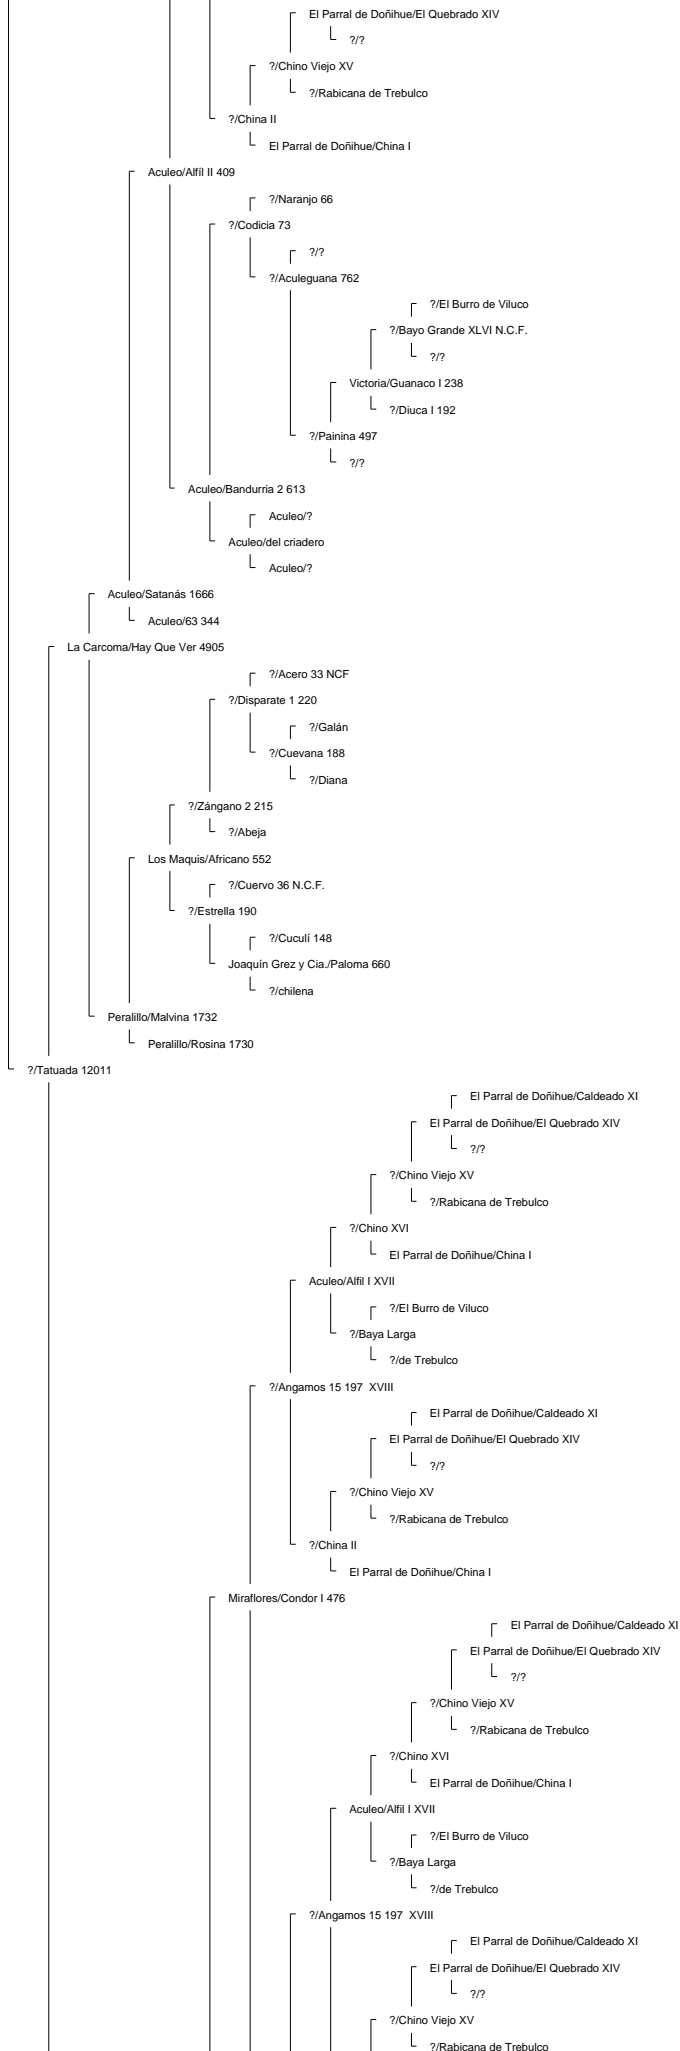 El Parral de Doñihue/El Quebrado XIV
?/?
?/Chino Viejo XV
?/Rabicana de Trebulco
?/China II
El Parral de Doñihue/China I
Aculeo/Alfíl II 409
?/Naranjo 66
?/Codicia 73
?/?
?/Aculeguana 762
?/El Burro de Viluco
?/Bayo Grande XLVI N.C.F.
?/?
Victoria/Guanaco I 238
?/Diuca I 192
?/Painina 497
?/?
Aculeo/Bandurria 2 613
Aculeo/?
Aculeo/del criadero
Aculeo/?
Aculeo/Satanás 1666
Aculeo/63 344
La Carcoma/Hay Que Ver 4905
?/Acero 33 NCF
?/Disparate 1 220
?/Galán
?/Cuevana 188
?/Diana
?/Zángano 2 215
?/Abeja
Los Maquis/Africano 552
?/Cuervo 36 N.C.F.
?/Estrella 190
?/Cuculí 148
Joaquín Grez y Cia./Paloma 660
?/chilena
Peralillo/Malvina 1732
Peralillo/Rosina 1730
?/Tatuada 12011
El Parral de Doñihue/Caldeado XI
El Parral de Doñihue/El Quebrado XIV
?/?
?/Chino Viejo XV
?/Rabicana de Trebulco
?/Chino XVI
El Parral de Doñihue/China I
Aculeo/Alfil I XVII
?/El Burro de Viluco
?/Baya Larga
?/de Trebulco
?/Angamos 15 197  XVIII
El Parral de Doñihue/Caldeado XI
El Parral de Doñihue/El Quebrado XIV
?/?
?/Chino Viejo XV
?/Rabicana de Trebulco
?/China II
El Parral de Doñihue/China I
Miraflores/Condor I 476
El Parral de Doñihue/Caldeado XI
El Parral de Doñihue/El Quebrado XIV
?/?
?/Chino Viejo XV
?/Rabicana de Trebulco
?/Chino XVI
El Parral de Doñihue/China I
Aculeo/Alfil I XVII
?/El Burro de Viluco
?/Baya Larga
?/de Trebulco
?/Angamos 15 197  XVIII
El Parral de Doñihue/Caldeado XI
El Parral de Doñihue/El Quebrado XIV
?/?
?/Chino Viejo XV
?/Rabicana de Trebulco